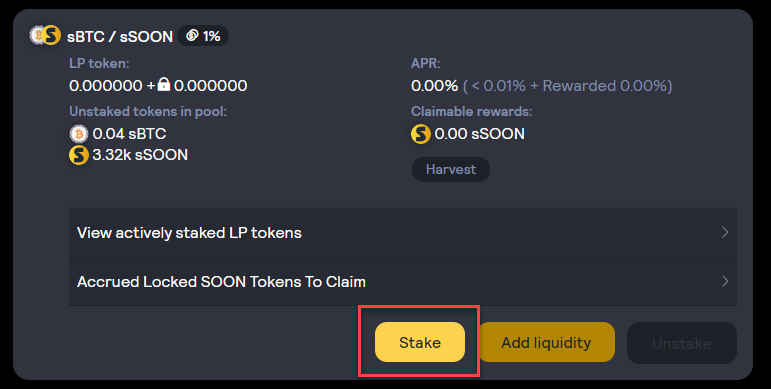 sBTC / sSOON 1%
LP token:
0.000000 + 0.000000
APR:
0.00% ( < 0.01% + Rewarded 0.00%)
Unstaked tokens in pool:
0.04 sBTC
3.32k sSOON
Claimable rewards:
0.00 sSOON
Harvest
View actively staked LP tokens
Accrued Locked SOON Tokens To Claim
Stake Add liquidity Unstake